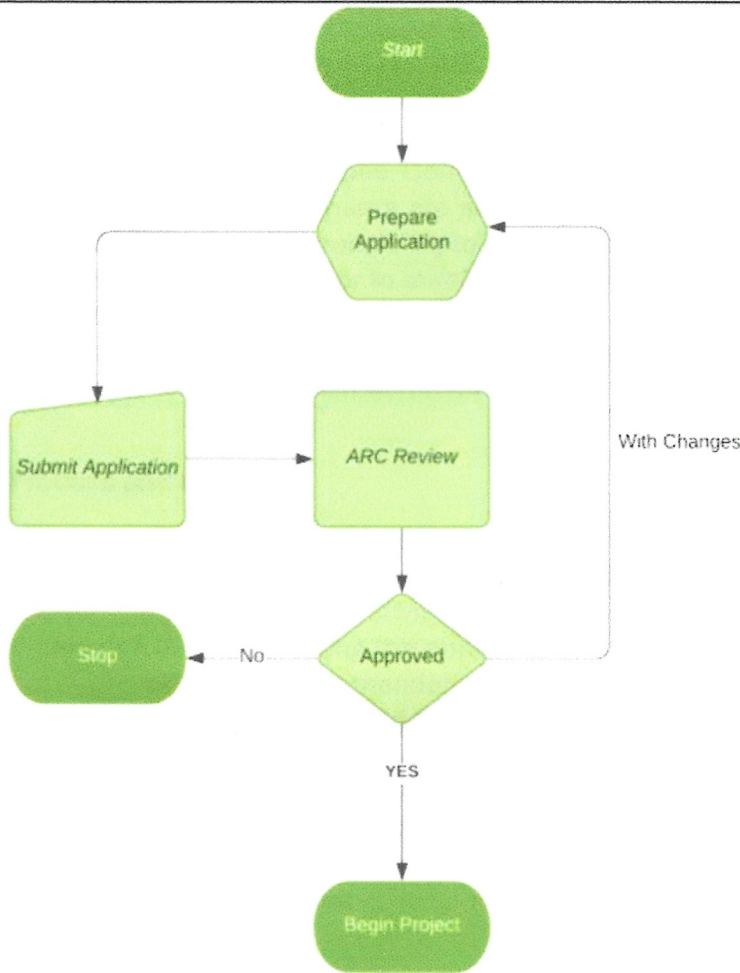 Start
Prepare
Application
Submit Application
ARC Review
With Changes
Approved
No
Stop
YES
Begin Project